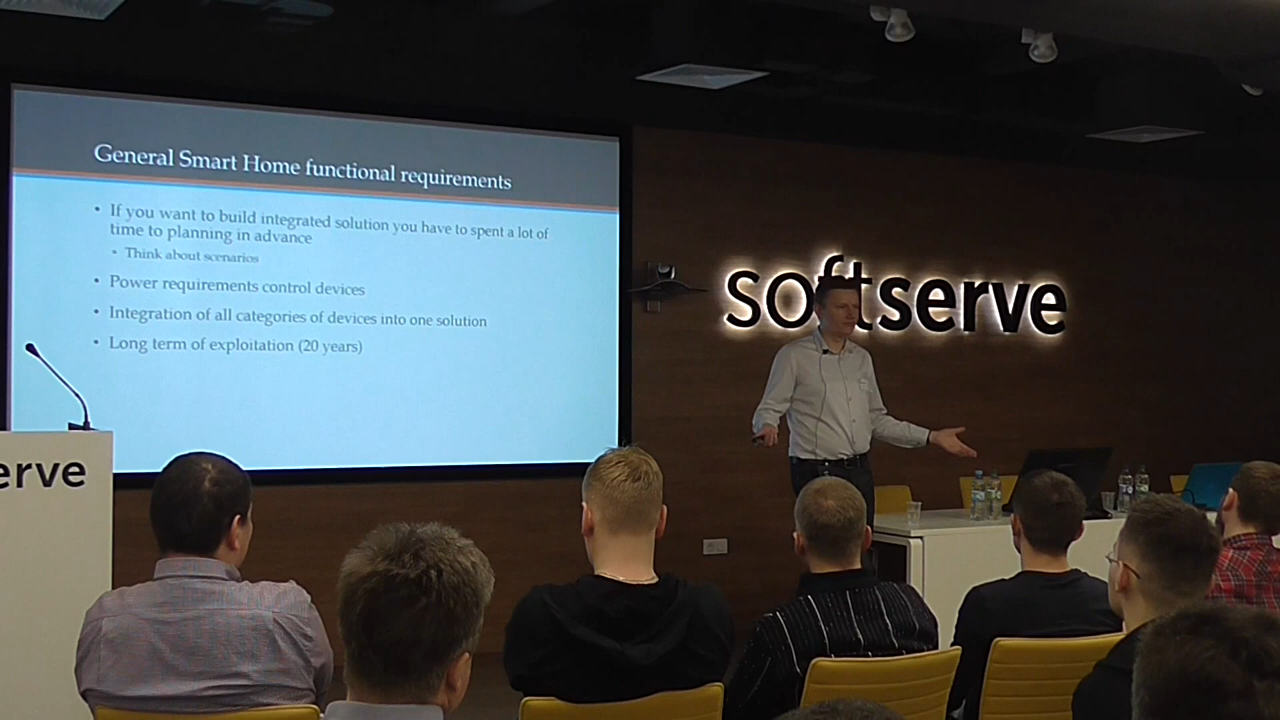 General Smart Home functional requirements
• If you want to build integrated solution you have to spent a lot of
time to planning in advance
• Think about scenarios
• Power requirements control devices
• Integration of all categories of devices into one solution
• Long term of exploitation (20 years)
softserve
erve